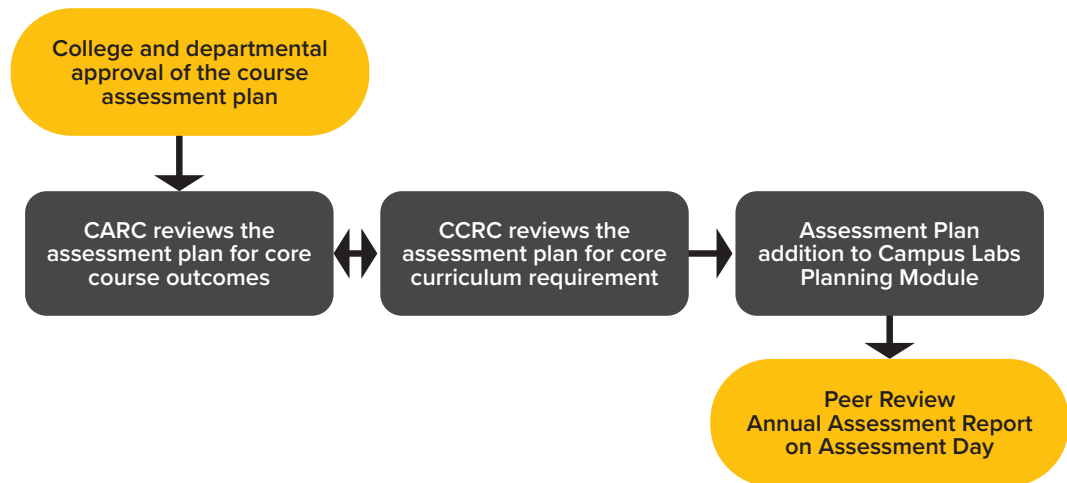 College and departmental
approval of the course
assessment plan
CARC reviews the
assessment plan for core
course outcomes
CCRC reviews the
assessment plan for core
curriculum requirement
Assessment Plan
addition to Campus Labs
Planning Module
Peer Review
Annual Assessment Report
on Assessment Day